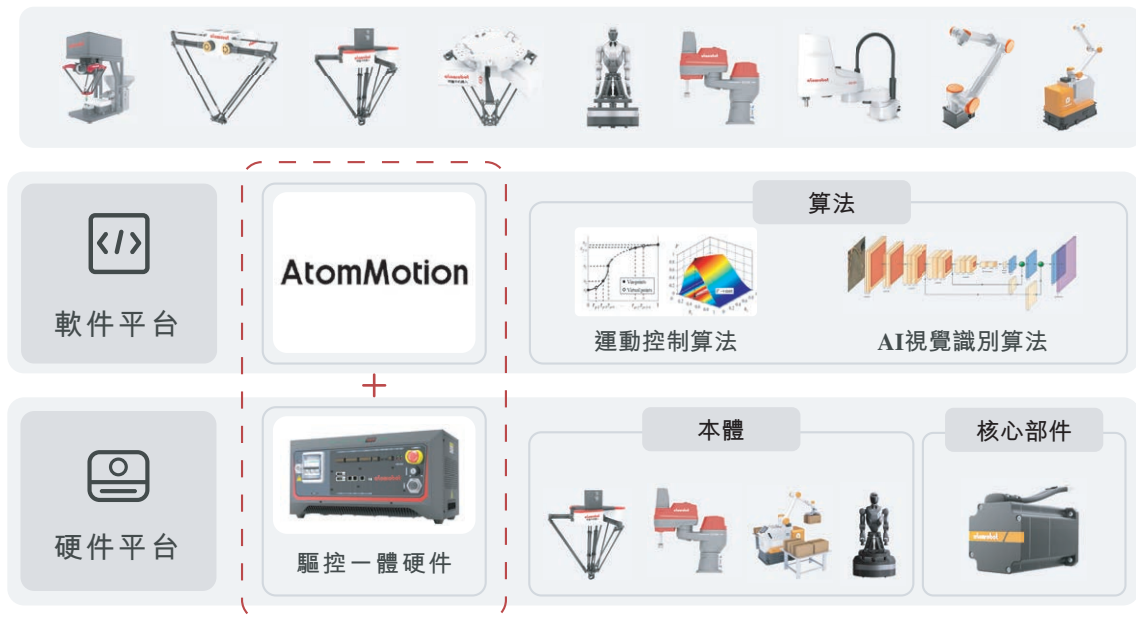 算法
軟件平台
AtomMotion
運動控制算法
AI視覺識別算法
+
硬件平台
驅控一體硬件
本體
核心部件
atomrobot